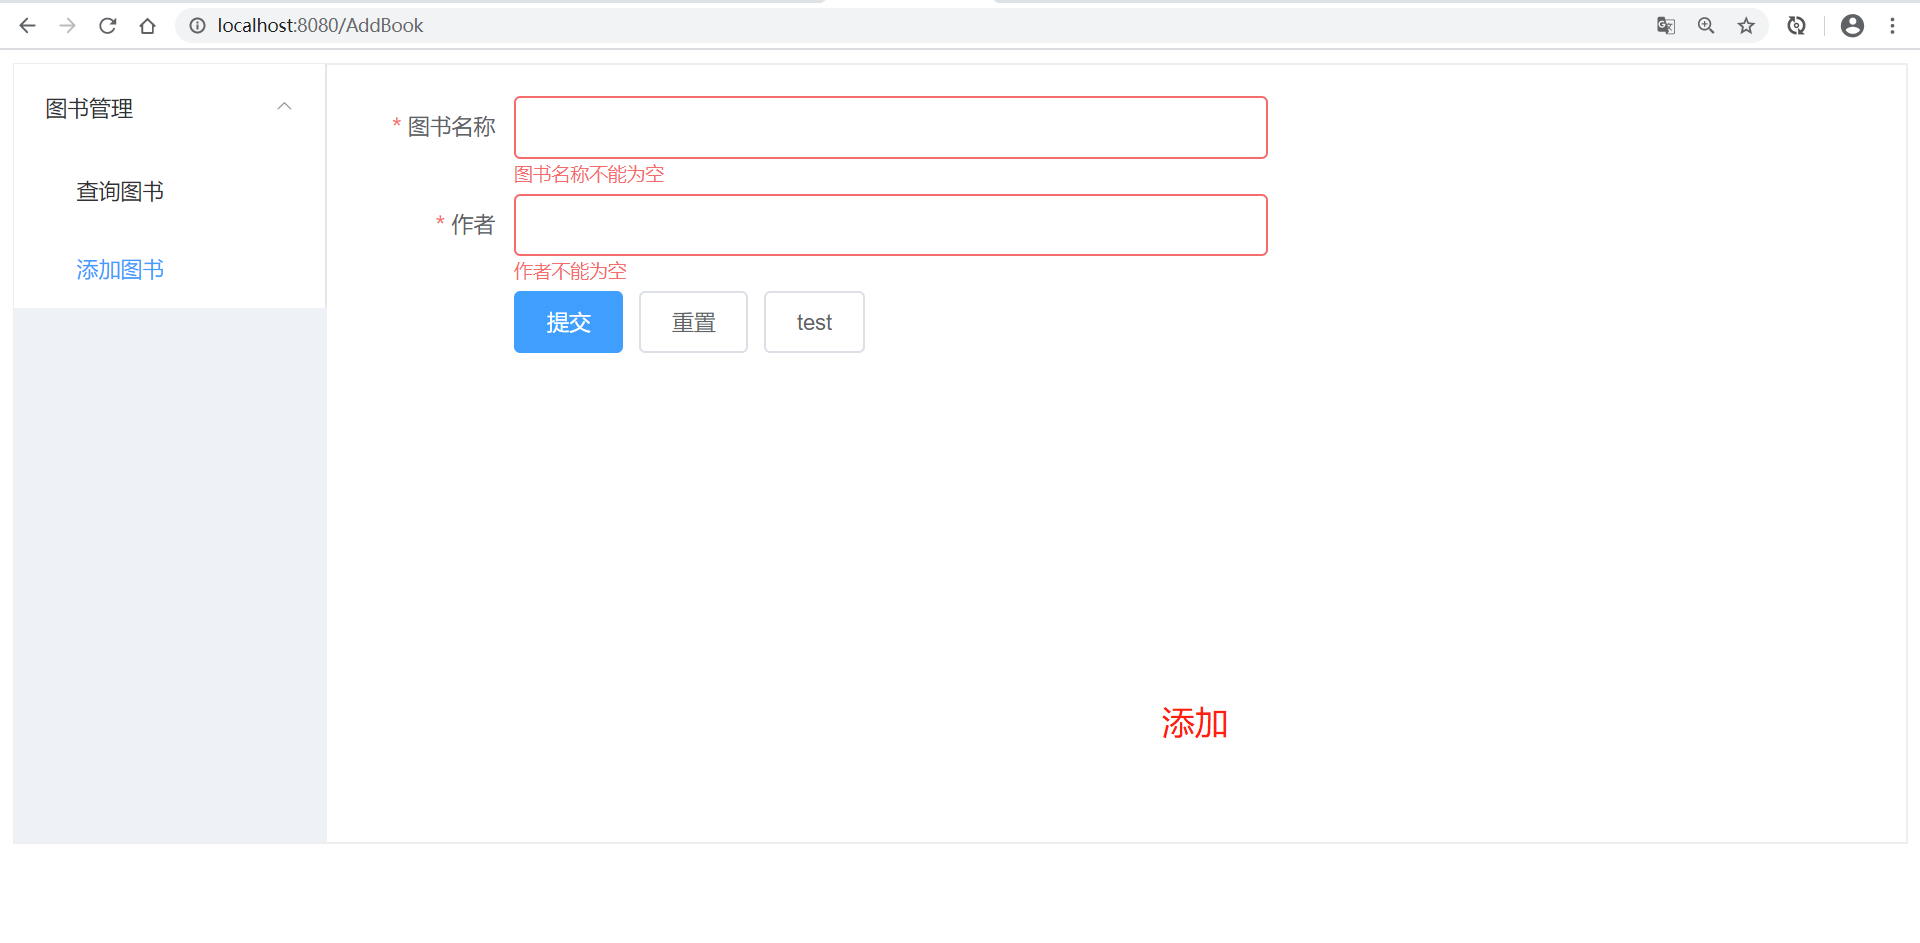 localhost:8080/AddBook
图书管理
查询图书
添加图书
* 图书名称
图书名称不能为空
* 作者
作者不能为空
提交 重置 test
添加